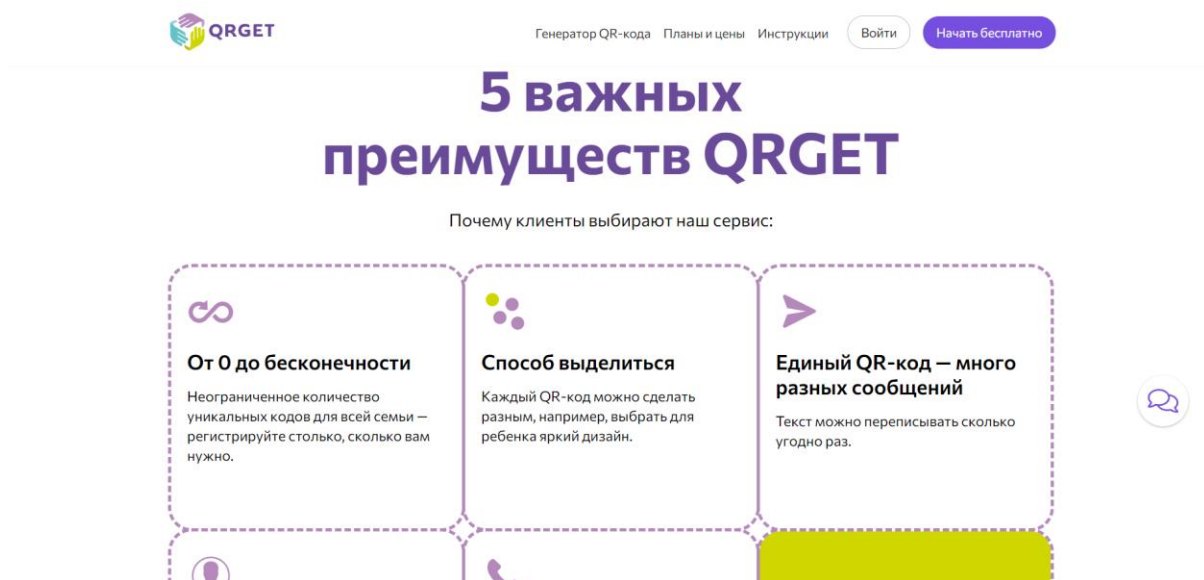 QRGET
Генератор QR-кода
Планы и цены
Инструкции
Войти
Начать бесплатно
5 важных
преимуществ QRGET
Почему клиенты выбирают наш сервис:
От 0 до бесконечности
Неограниченное количество
уникальных кодов для всей семьи —
регистрируйте столько, сколько вам
нужно.
Способ выделиться
Каждый QR-код можно сделать
разным, например, выбрать для
ребенка яркий дизайн.
Единый QR-код — много
разных сообщений
Текст можно переписывать сколько
угодно раз.